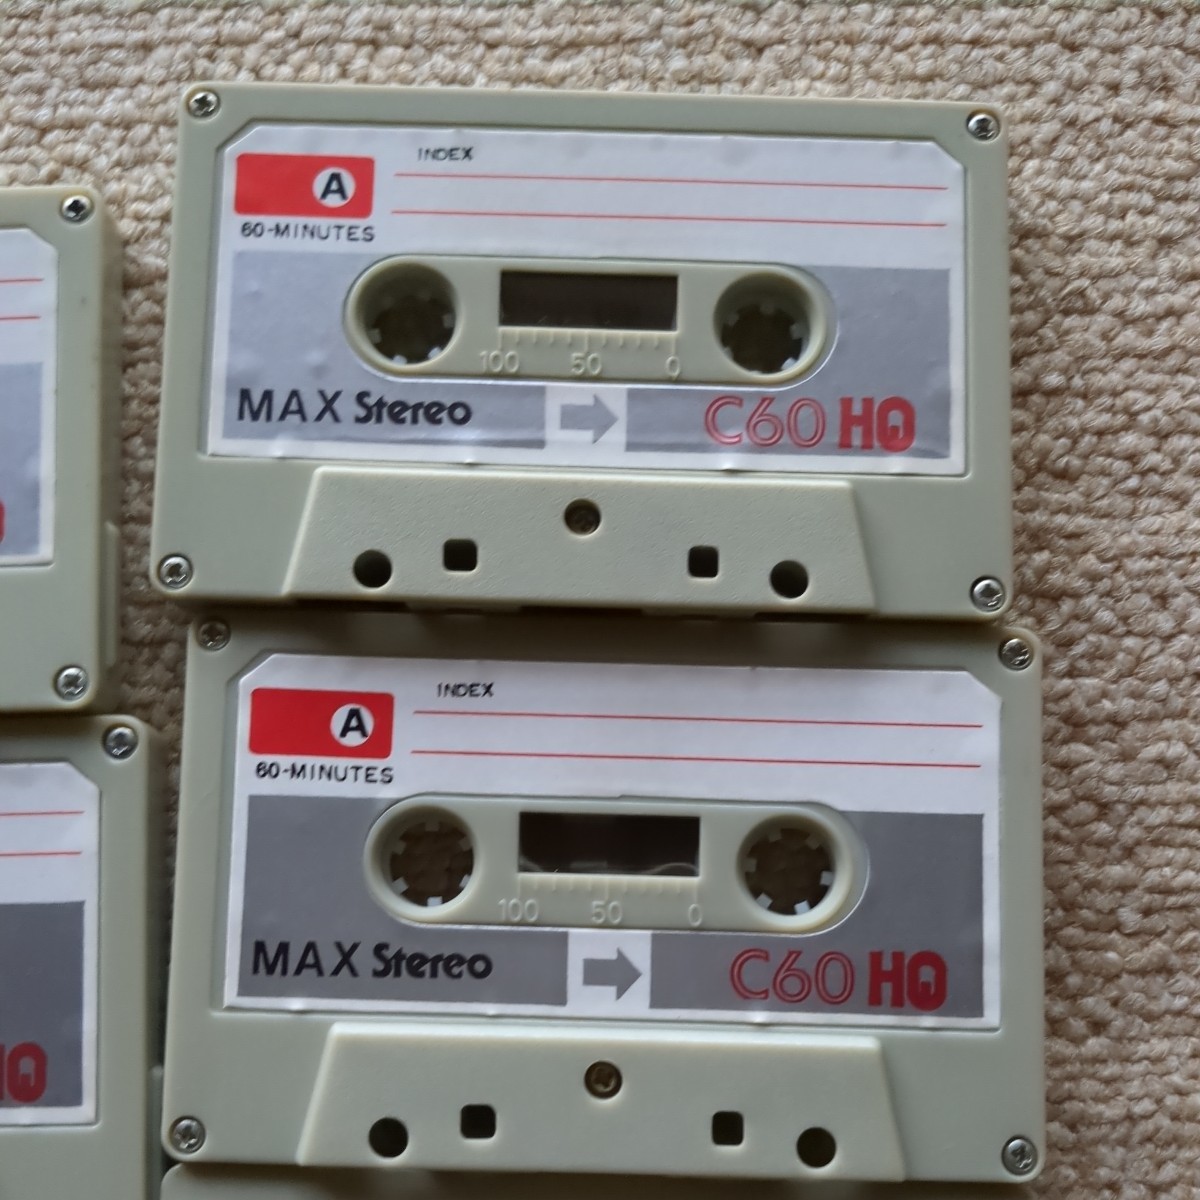 INDEX
A
60-MINUTES
100 50 0
MAX Stereo
C60 HQ
INDEX
A
60-MINUTES
100 50 0
MAX Stereo
C60 HQ
HQ